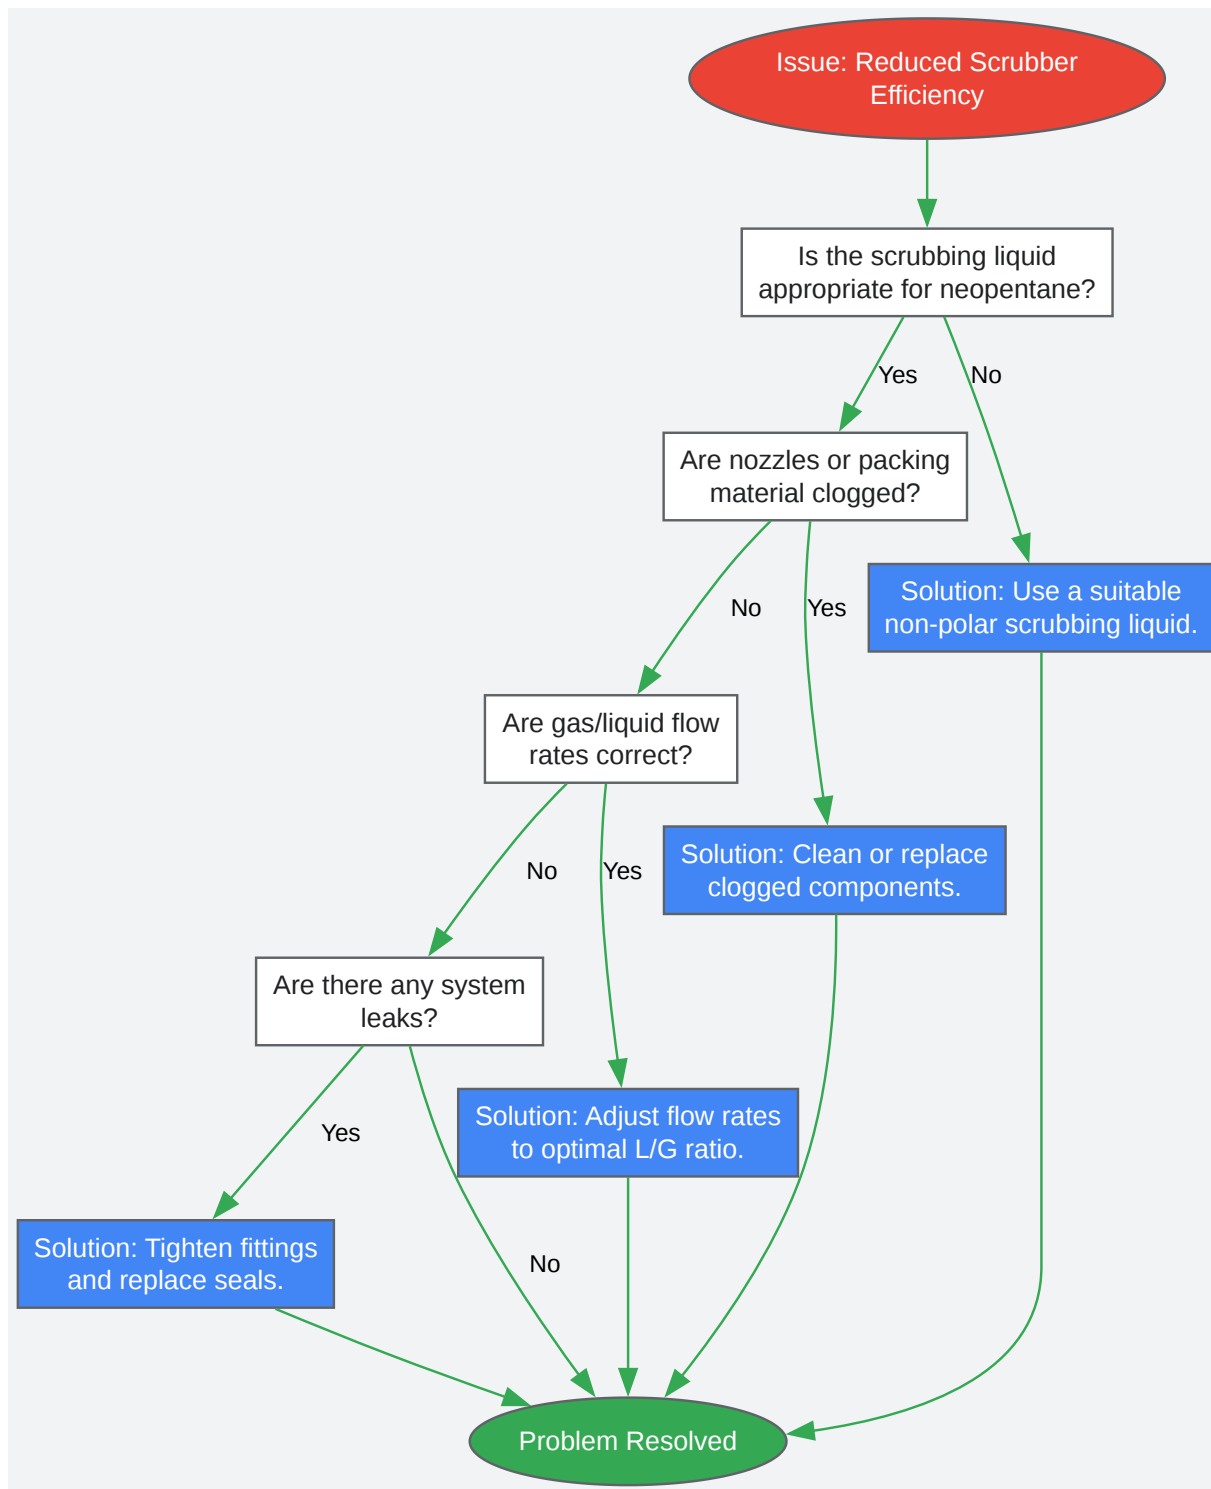 Issue: Reduced Scrubber
Efficiency
Is the scrubbing liquid
appropriate for neopentane?
Yes
No
Are nozzles or packing
material clogged?
Solution: Use a suitable
non-polar scrubbing liquid.
No
Yes
Are gas/liquid flow
rates correct?
Solution: Clean or replace
clogged components.
No
Yes
Are there any system
leaks?
Solution: Adjust flow rates
to optimal L/G ratio.
Yes
Solution: Tighten fittings
and replace seals.
No
Problem Resolved